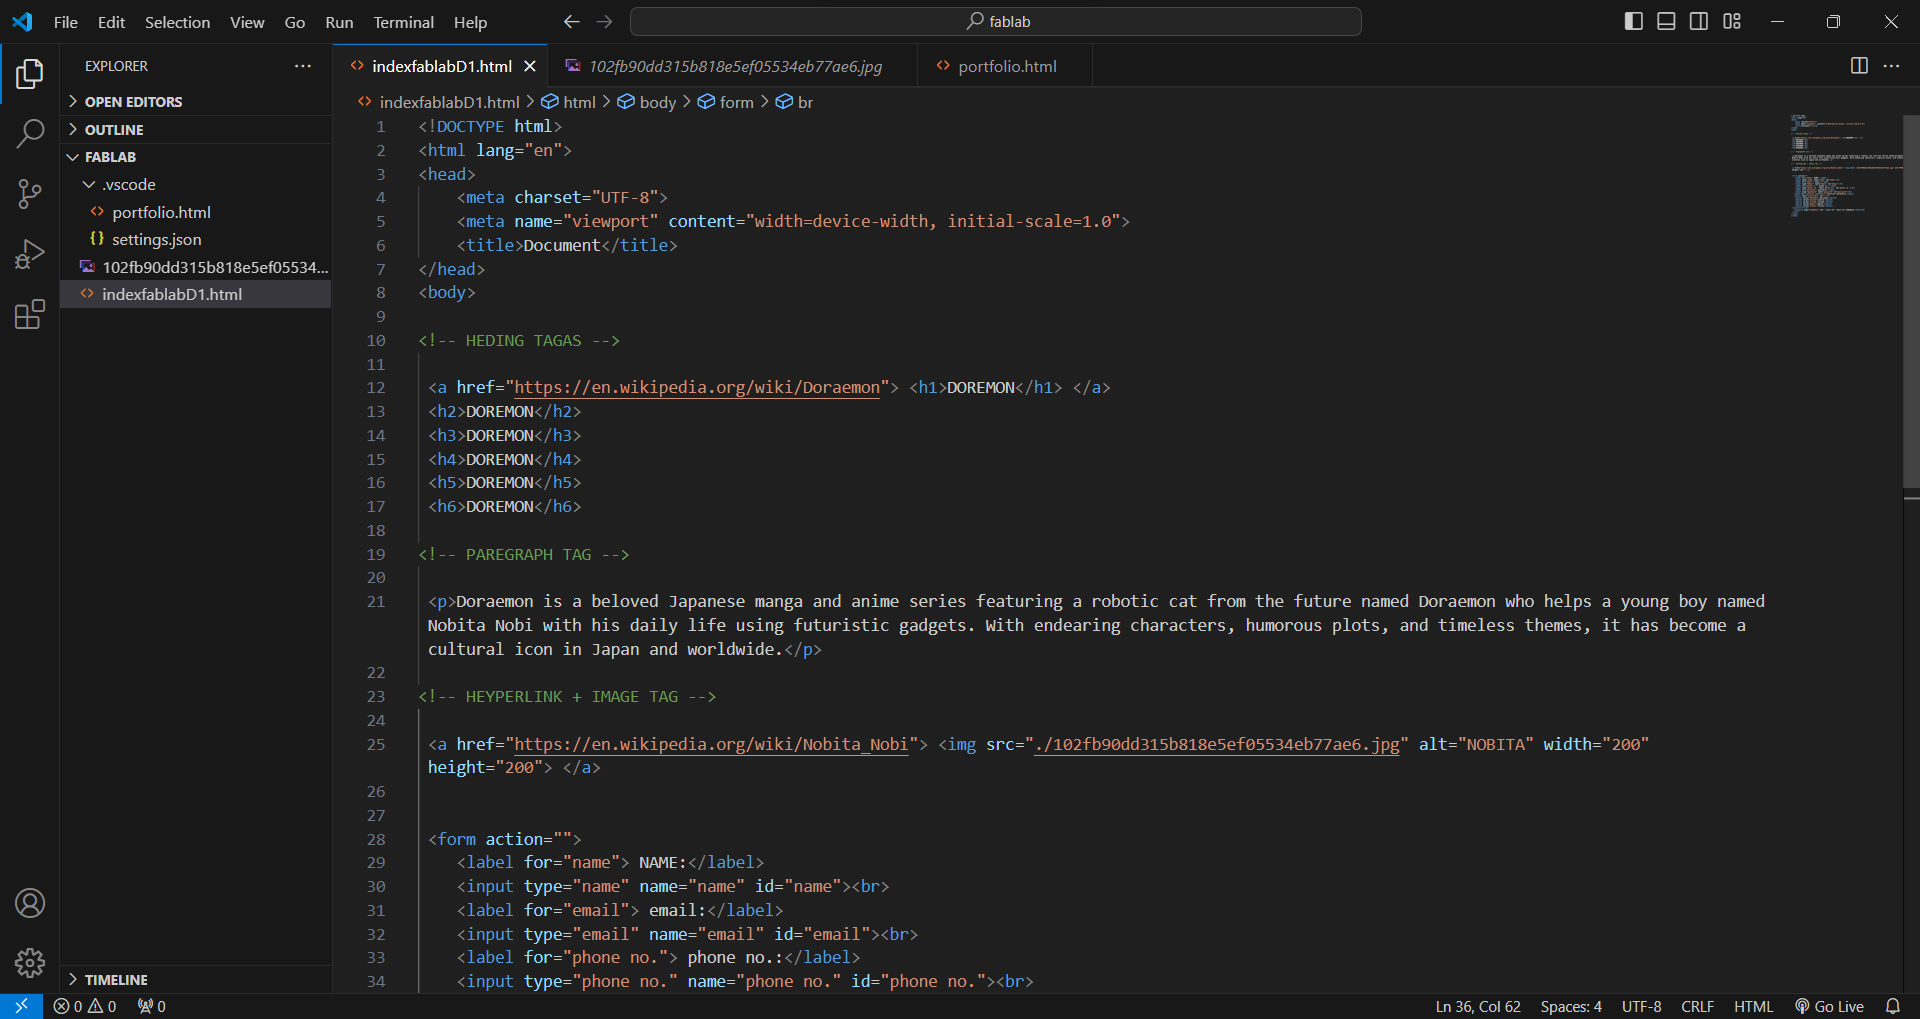 File Edit Selection View Go Run Terminal Help
fablab
EXPLORER
OPEN EDITORS
OUTLINE
FABLAB
.vscode
portfolio.html
settings.json
102fb90dd315b818e5ef05534...
indexfablabD1.html
TIMELINE
indexfablabD1.html 102fb90dd315b818e5ef05534eb77ae6.jpg portfolio.html
indexfablabD1.html > html > body > form > br
1 <!DOCTYPE html>
2 <html lang="en">
3 <head>
4 <meta charset="UTF-8">
5 <meta name="viewport" content="width=device-width, initial-scale=1.0">
6 <title>Document</title>
7 </head>
8 <body>
9
10 <!-- HEDING TAGAS -->
11
12 <a href="https://en.wikipedia.org/wiki/Doraemon"> <h1>DOREMON</h1> </a>
13 <h2>DOREMON</h2>
14 <h3>DOREMON</h3>
15 <h4>DOREMON</h4>
16 <h5>DOREMON</h5>
17 <h6>DOREMON</h6>
18
19 <!-- PAREGRAPH TAG -->
20
21 <p>Doraemon is a beloved Japanese manga and anime series featuring a robotic cat from the future named Doraemon who helps a young boy named
Nobita Nobi with his daily life using futuristic gadgets. With endearing characters, humorous plots, and timeless themes, it has become a
cultural icon in Japan and worldwide.</p>
22
23 <!-- HEYPERLINK + IMAGE TAG -->
24
25 <a href="https://en.wikipedia.org/wiki/Nobita_Nobi"> <img src="./102fb90dd315b818e5ef05534eb77ae6.jpg" alt="NOBITA" width="200"
height="200"> </a>
26
27
28 <form action="">
29 <label for="name"> NAME:</label>
30 <input type="name" name="name" id="name"><br>
31 <label for="email"> email:</label>
32 <input type="email" name="email" id="email"><br>
33 <label for="phone no."> phone no.:</label>
34 <input type="phone no." name="phone no." id="phone no."><br>
0 0 0 Ln 36, Col 62 Spaces: 4 UTF-8 CRLF HTML Go Live